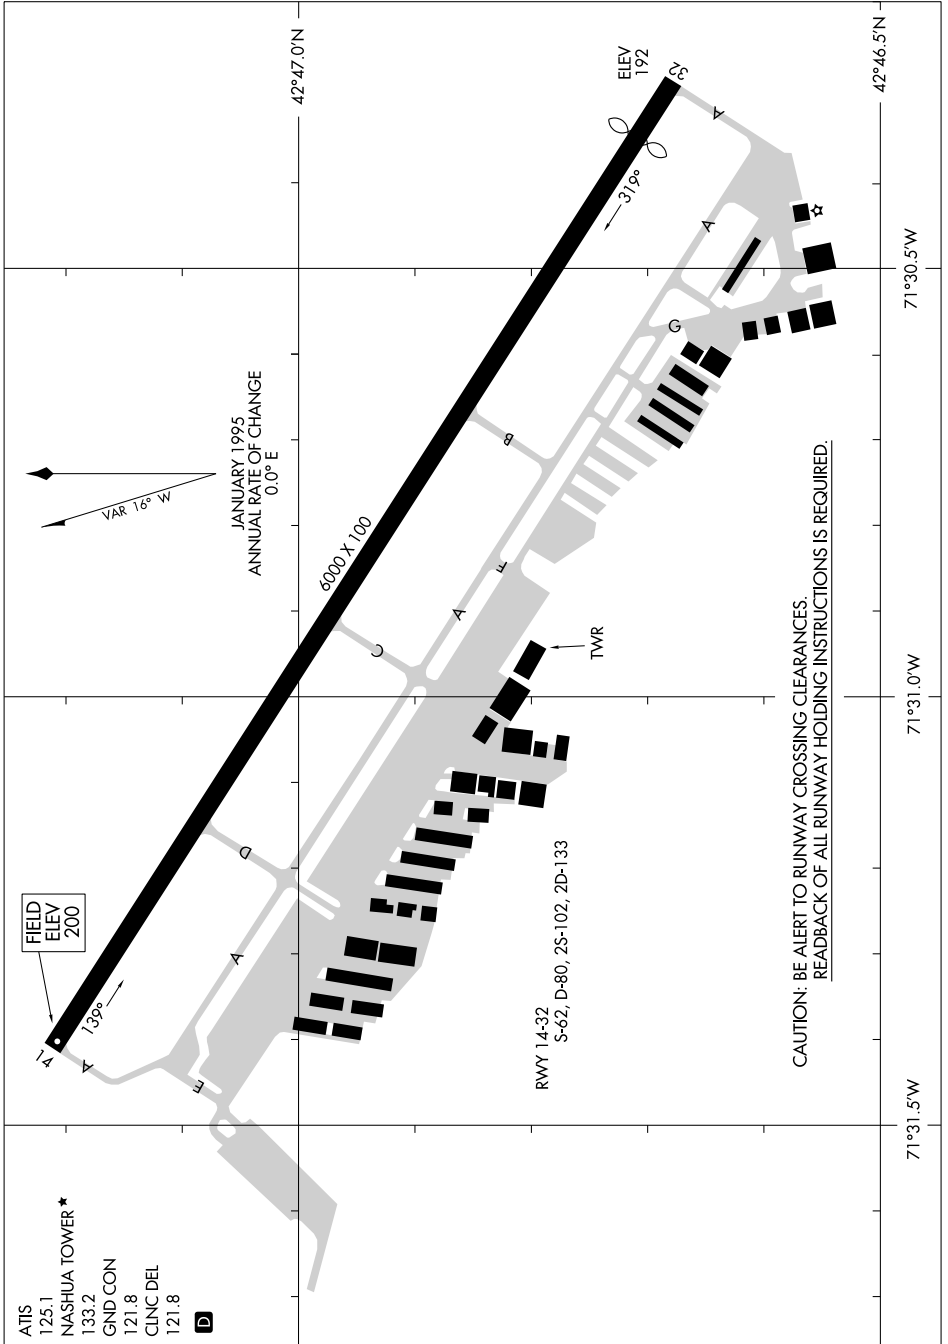 ATIS
125.1
NASHUA TOWER ★
133.2
GND CON
121.8
CLNC DEL
121.8
D
FIELD
ELEV
200
14
139°
A
E
A
D
C
A
F
B
6000 X 100
VAR 16° W
JANUARY 1995
ANNUAL RATE OF CHANGE
0.0° E
42°47.0'N
ELEV
192
32
319°
A
A
G
42°46.5'N
TWR
RWY 14-32
S-62, D-80, 2S-102, 2D-133
CAUTION: BE ALERT TO RUNWAY CROSSING CLEARANCES.
READBACK OF ALL RUNWAY HOLDING INSTRUCTIONS IS REQUIRED.
71°31.5'W
71°31.0'W
71°30.5'W